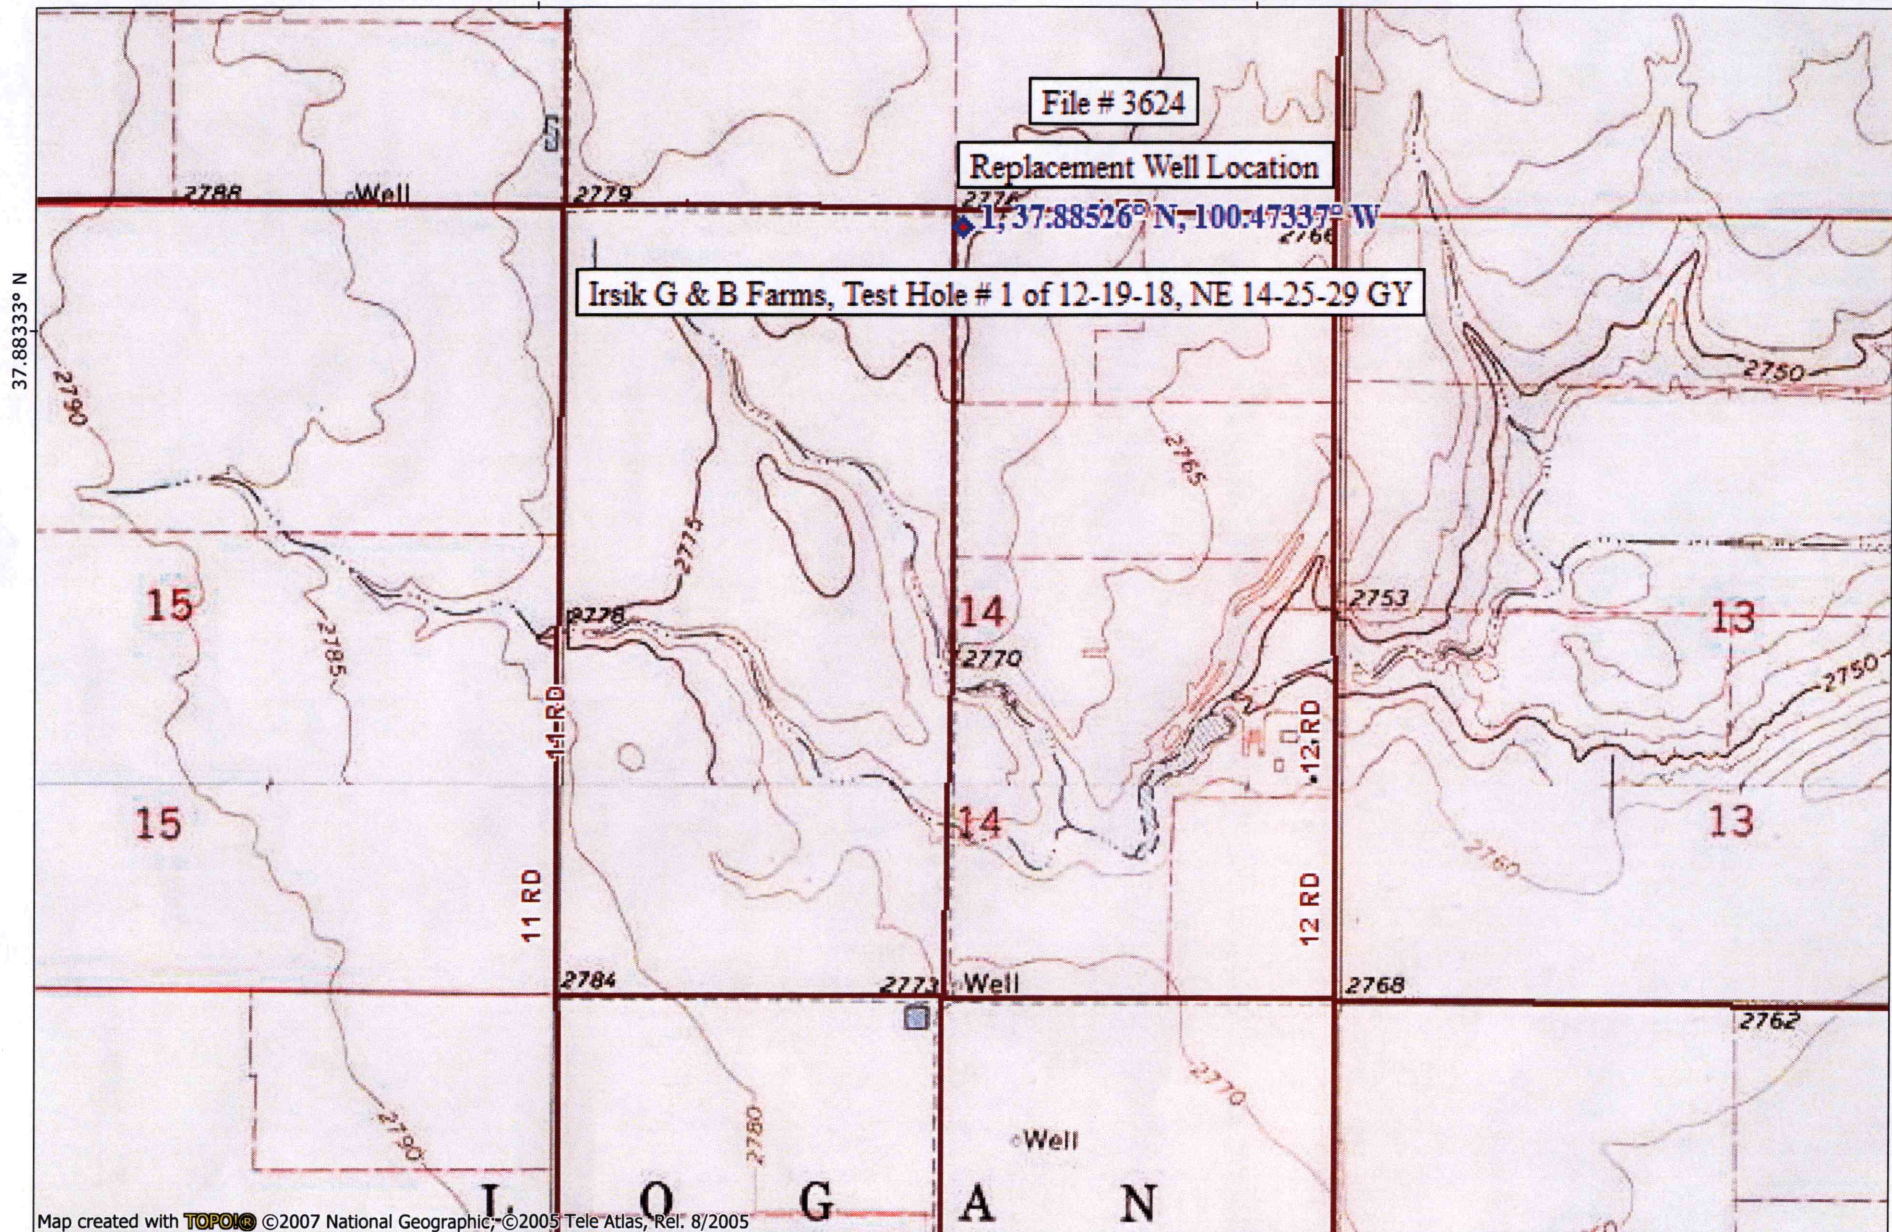 File # 3624
Replacement Well Location
2788
Well
2779
1, 37.88526° N, 100.47337° W
2766
Irsik G & B Farms, Test Hole # 1 of 12-19-18, NE 14-25-29 GY
37.88333° N
2790
2750
2765
2775
15
2778
14
2753
13
2785
2770
2750
11 RD
12 RD
15
14
13
2760
11 RD
12 RD
2784
2773
Well
2768
2762
2770
2790
2780
Well
L O G A N
Map created with TOPO!® ©2007 National Geographic; ©2005 Tele Atlas, Rel. 8/2005